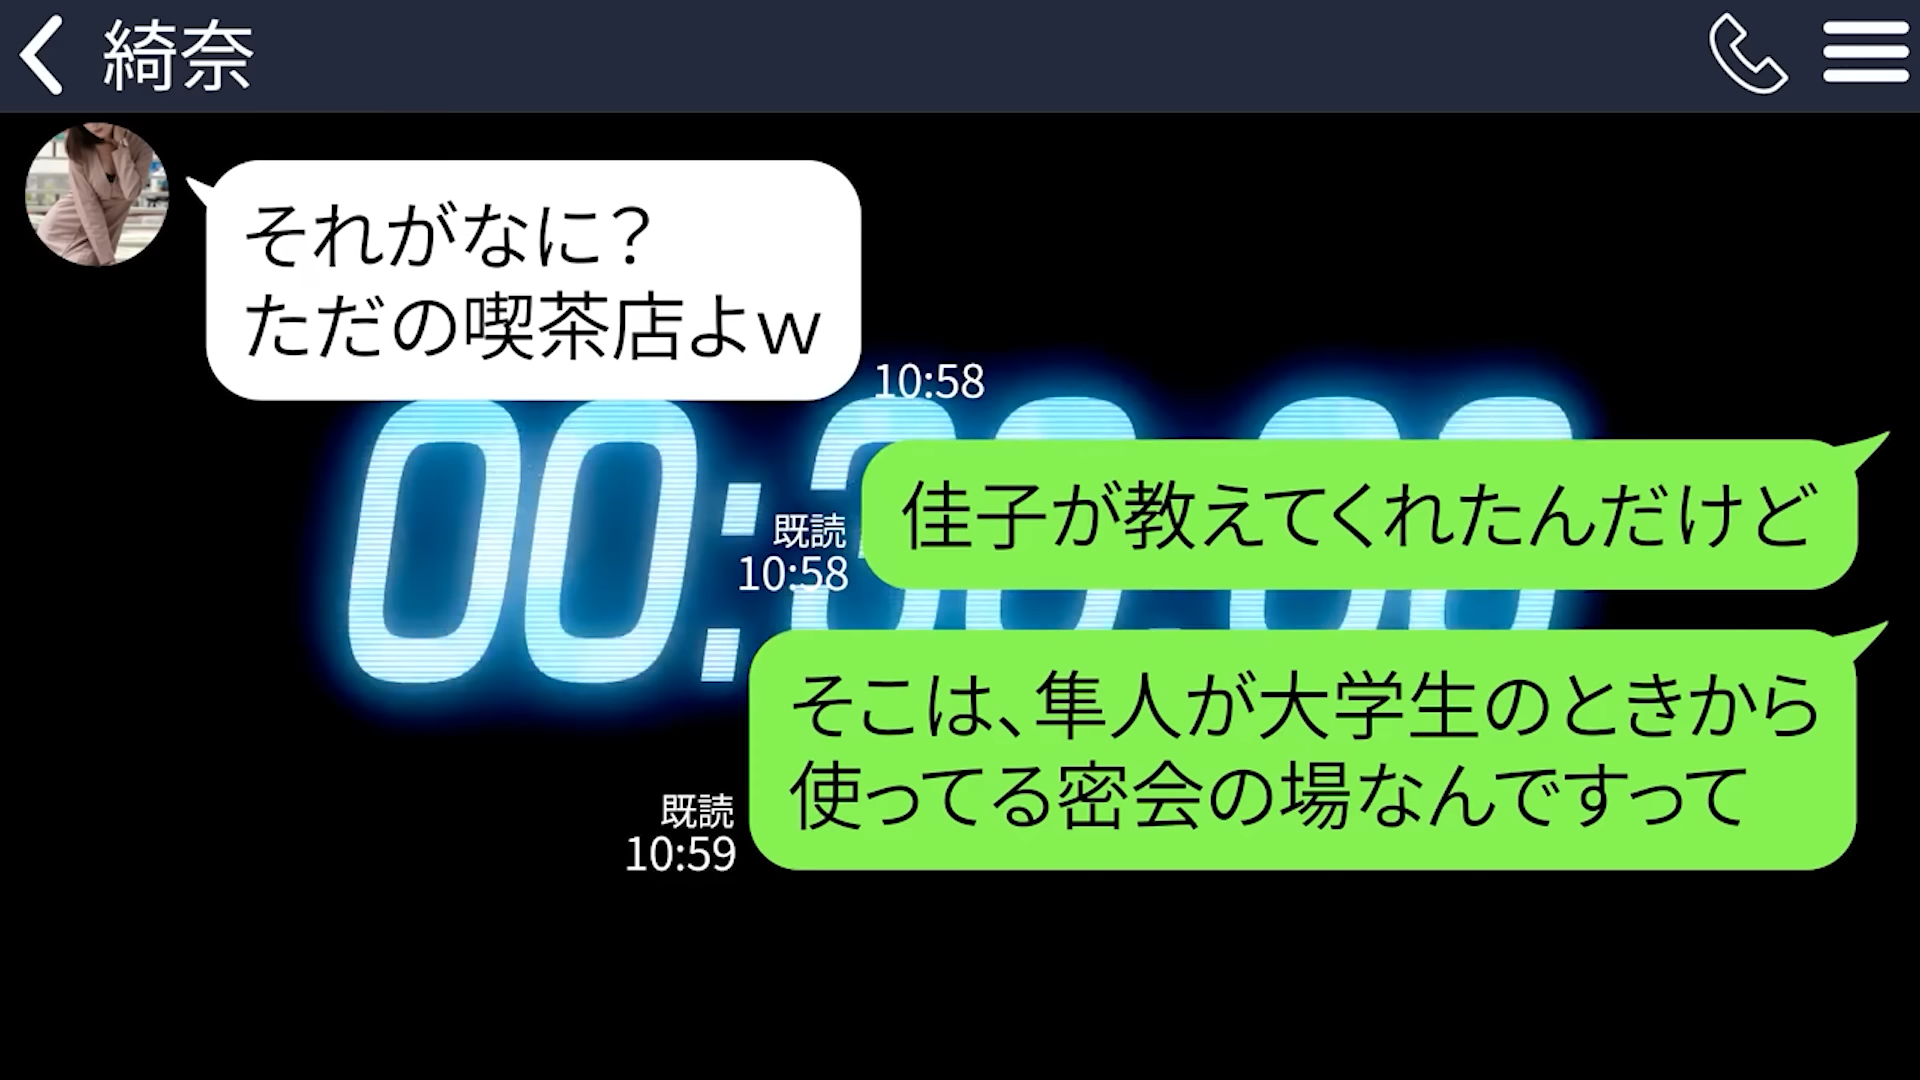 綺奈
それがなに？
ただの喫茶店よｗ
10:58
佳子が教えてくれたんだけど
既読
10:58
そこは、隼人が大学生のときから
使ってる密会の場なんですって
既読
10:59